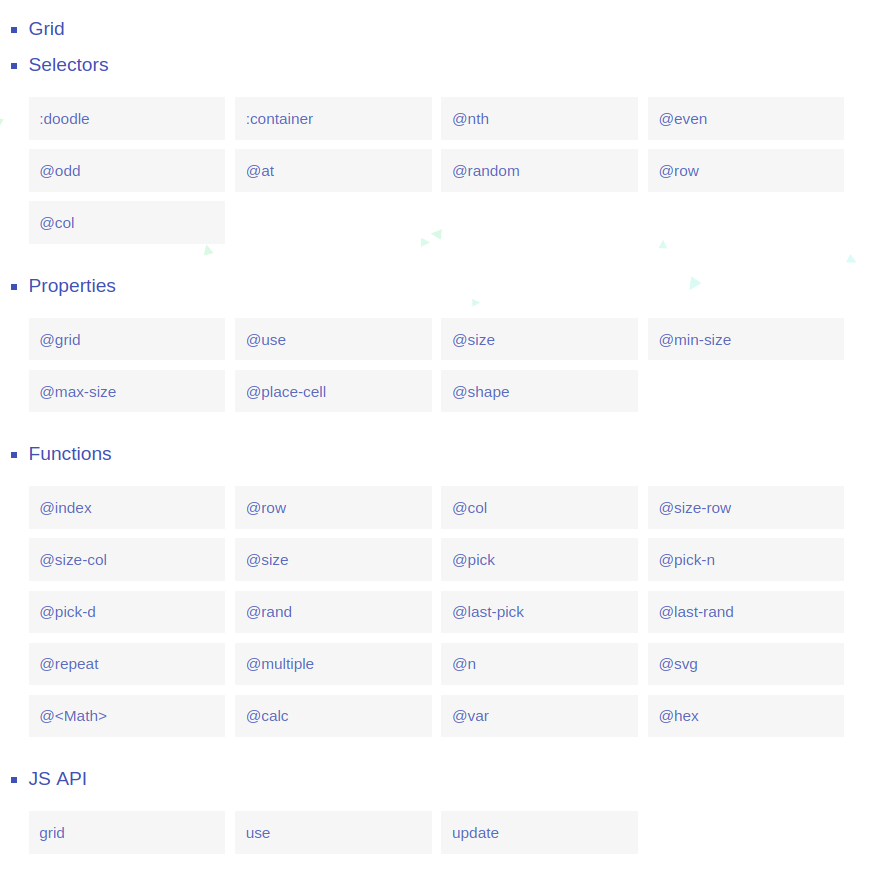 Grid
Selectors
:doodle :container @nth @even
@odd @at @random @row
@col
Properties
@grid @use @size @min-size
@max-size @place-cell @shape
Functions
@index @row @col @size-row
@size-col @size @pick @pick-n
@pick-d @rand @last-pick @last-rand
@repeat @multiple @n @svg
@<Math> @calc @var @hex
JS API
grid use update